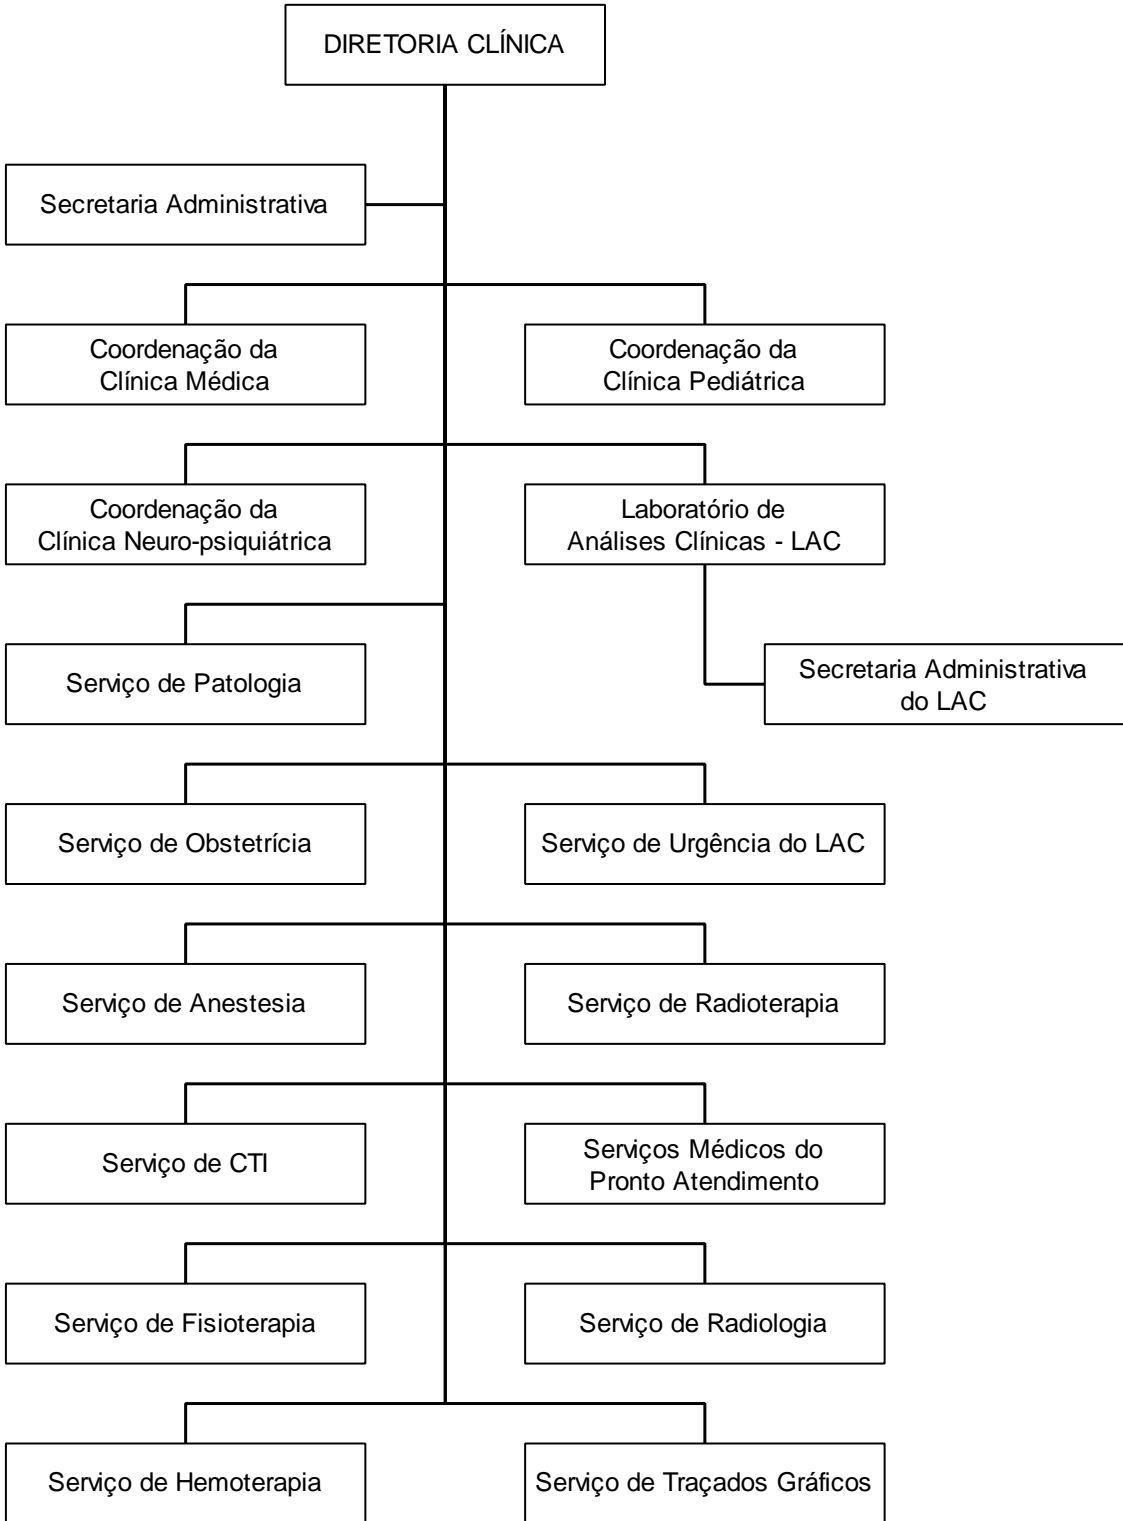 DIRETORIA CLÍNICA
Secretaria Administrativa
Coordenação da
Clínica Médica
Coordenação da
Clínica Pediátrica
Coordenação da
Clínica Neuro-psiquiátrica
Laboratório de
Análises Clínicas - LAC
Serviço de Patologia
Secretaria Administrativa
do LAC
Serviço de Obstetrícia
Serviço de Urgência do LAC
Serviço de Anestesia
Serviço de Radioterapia
Serviço de CTI
Serviços Médicos do
Pronto Atendimento
Serviço de Fisioterapia
Serviço de Radiologia
Serviço de Hemoterapia
Serviço de Traçados Gráficos